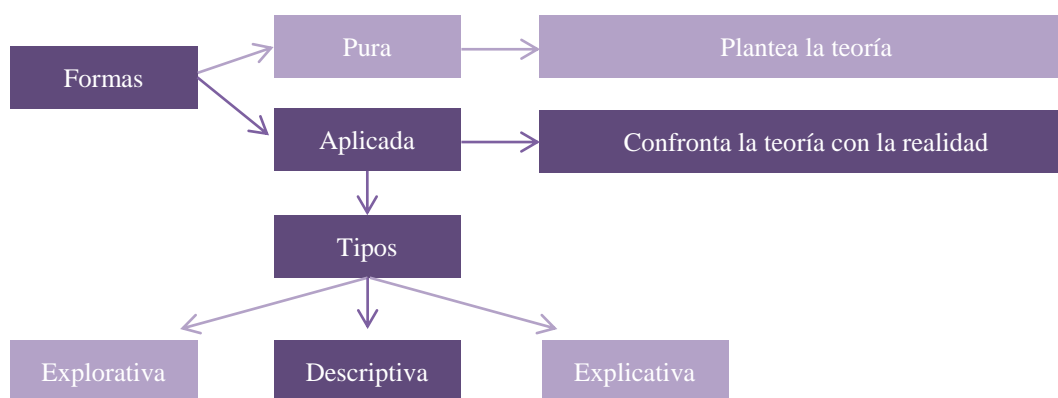 Pura
Plantea la teoría
Formas
Aplicada
Confronta la teoría con la realidad
Tipos
Explorativa
Descriptiva
Explicativa